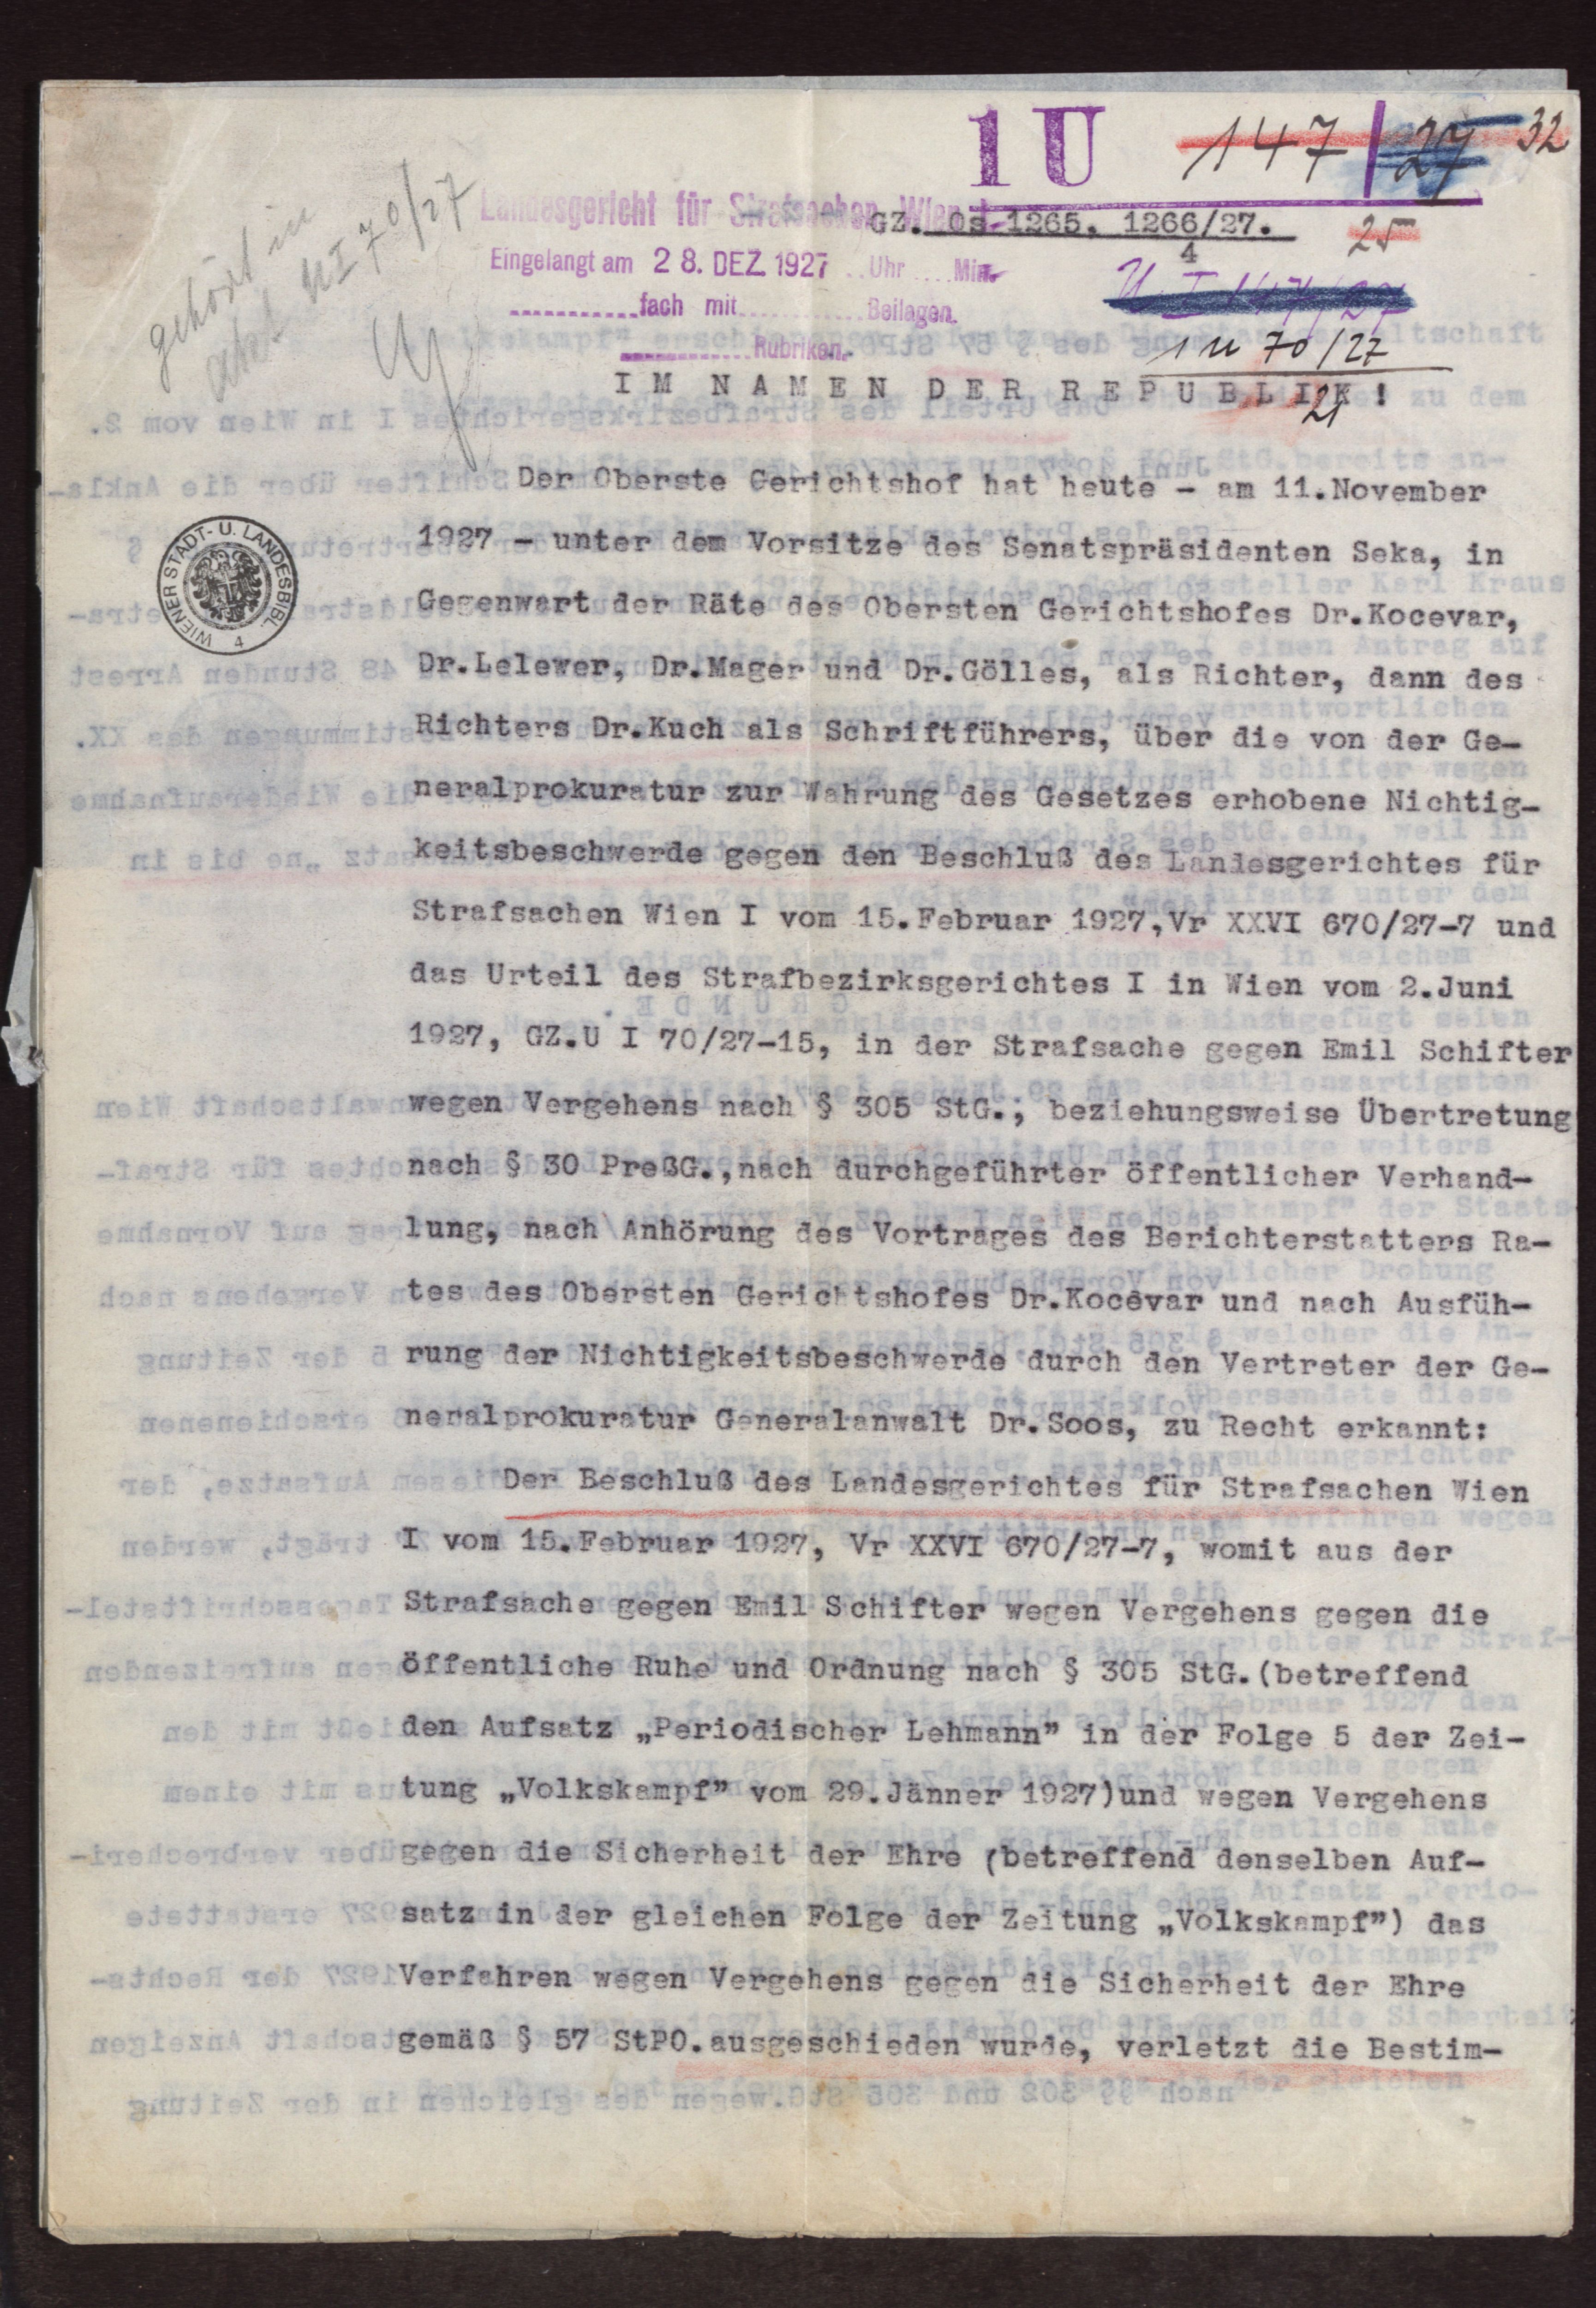 1 U 147 / 27 32
gehört in
Landesgericht für Strafsachen Wien I
GZ. Os 1265, 1266/27.
4
25
Eingelangt am 28. DEZ. 1927 Uhr Min.
U I 147/27
fach mit Beilagen.
Rubriken.
1 U 70/27
21
U I 70/27
IM NAMEN DER REPUBLIK!
Der Oberste Gerichtshof hat heute - am 11.November
1927 - unter dem Vorsitze des Senatspräsidenten Seka, in
Gegenwart der Räte des Obersten Gerichtshofes Dr.Kocevar,
Dr.Lelewer, Dr.Mager und Dr.Gölles, als Richter, dann des
Richters Dr.Kuch als Schriftführers, über die von der Ge-
neralprokuratur zur Wahrung des Gesetzes erhobene Nichtig-
keitsbeschwerde gegen den Beschluß des Landesgerichtes für
Strafsachen Wien I vom 15.Februar 1927,Vr XXVI 670/27-7 und
das Urteil des Strafbezirksgerichtes I in Wien vom 2.Juni
1927, GZ.U I 70/27-15, in der Strafsache gegen Emil Schifter
wegen Vergehens nach § 305 StG., beziehungsweise Übertretung
nach § 30 PreßG.,nach durchgeführter öffentlicher Verhand-
lung, nach Anhörung des Vortrages des Berichterstatters Ra-
tes des Obersten Gerichtshofes Dr.Kocevar und nach Ausfüh-
rung der Nichtigkeitsbeschwerde durch den Vertreter der Ge-
neralprokuratur Generalanwalt Dr.Soos, zu Recht erkannt:
Der Beschluß des Landesgerichtes für Strafsachen Wien
I vom 15.Februar 1927, Vr XXVI 670/27-7, womit aus der
Strafsache gegen Emil Schifter wegen Vergehens gegen die
öffentliche Ruhe und Ordnung nach § 305 StG.(betreffend
den Aufsatz „Periodischer Lehmann” in der Folge 5 der Zei-
tung „Volkskampf” vom 29.Jänner 1927)und wegen Vergehens
gegen die Sicherheit der Ehre (betreffend denselben Auf-
satz in der gleichen Folge der Zeitung „Volkskampf”) das
Verfahren wegen Vergehens gegen die Sicherheit der Ehre
gemäß § 57 StPO.ausgeschieden wurde, verletzt die Bestim-
WIENER STADT- U. LANDESBIBL.
4